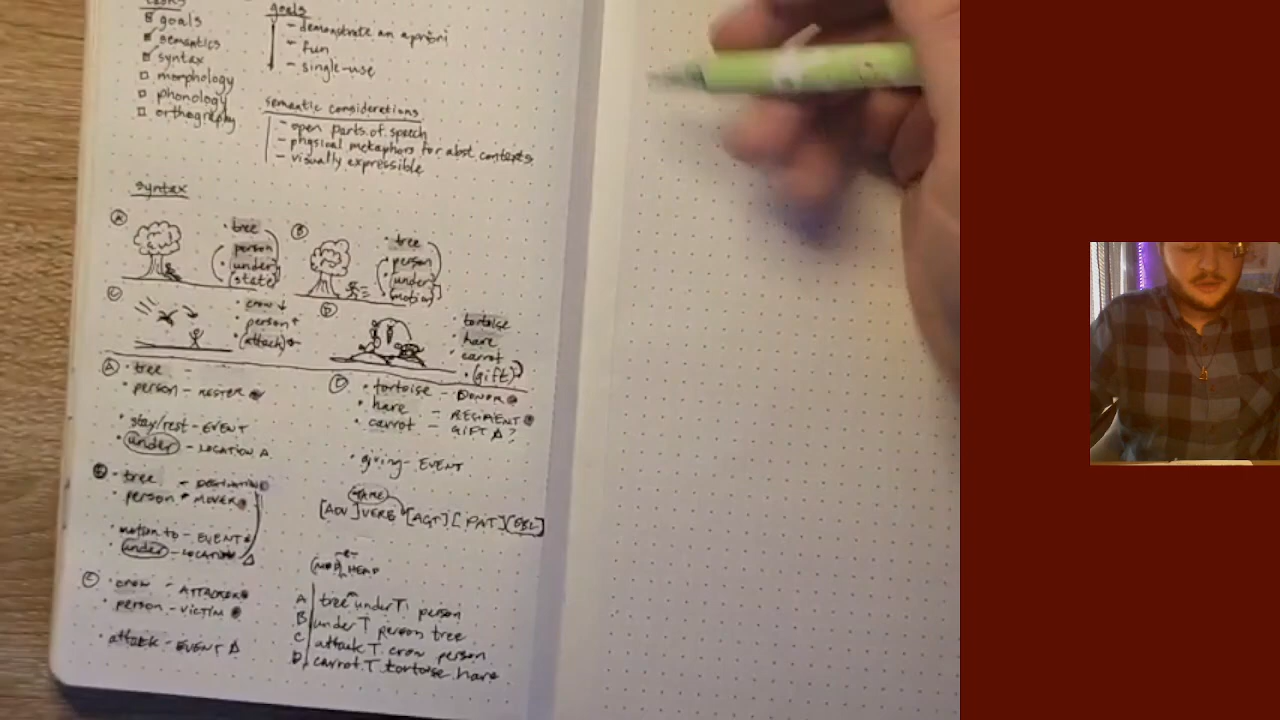 tasks
goals
semantics
syntax
morphology
phonology
orthography
goals
- demonstrate an apriori
- fun
- single-use
semantic considerations
- open parts of speech
- physical metaphors for abst. contexts
- visually expressible
syntax
A
• tree
person
• under
(state)
B
• tree
person
• under
(motion)
C
• crow ↓
• person ↑
• (attack)
D
tortoise
hare
• carrot
• (gift)
A • tree -
• person - RESTER
stay/rest - EVENT
• under - LOCATION
B • tree - DESTINATION
• person - MOVER
motion to - EVENT
• under - LOCATION
C • crow - ATTACKER
• person - VICTIM
• attack - EVENT Δ
D • tortoise - DONOR
• hare - RECIPIENT
• carrot - GIFT Δ ?
• giving - EVENT
[ADV] VERB [AGT] [PAT] [OBL]
HEAD
A tree under T person
B under T person tree
C attack T crow person
D carrot T tortoise hare